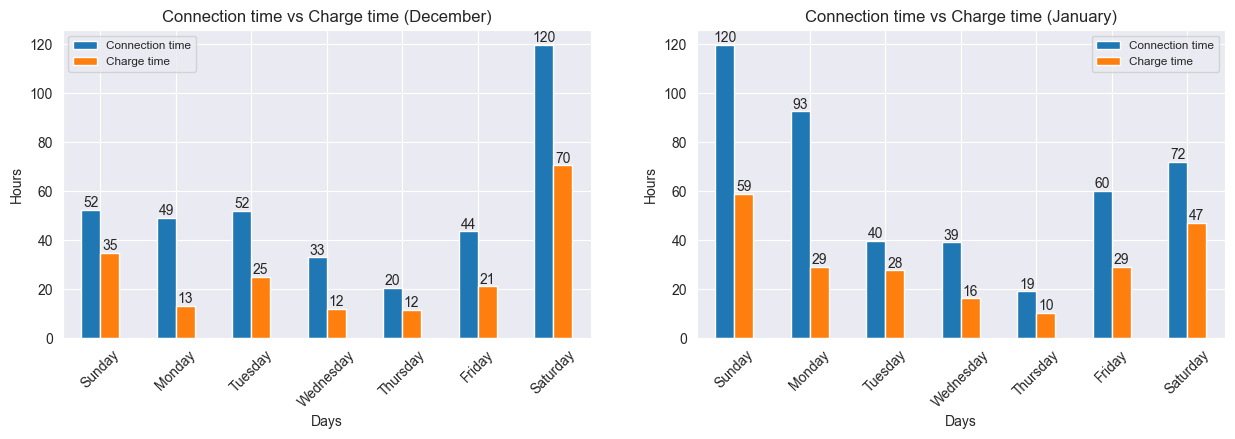 Connection time vs Charge time (December)
Connection time
Charge time
120
100
80
60
40
20
0
Hours
52
35
49
13
52
25
33
12
20
12
44
21
120
70
Sunday
Monday
Tuesday
Wednesday
Thursday
Friday
Saturday
Days
Connection time vs Charge time (January)
Connection time
Charge time
120
100
80
60
40
20
0
Hours
120
59
93
29
40
28
39
16
19
10
60
29
72
47
Sunday
Monday
Tuesday
Wednesday
Thursday
Friday
Saturday
Days